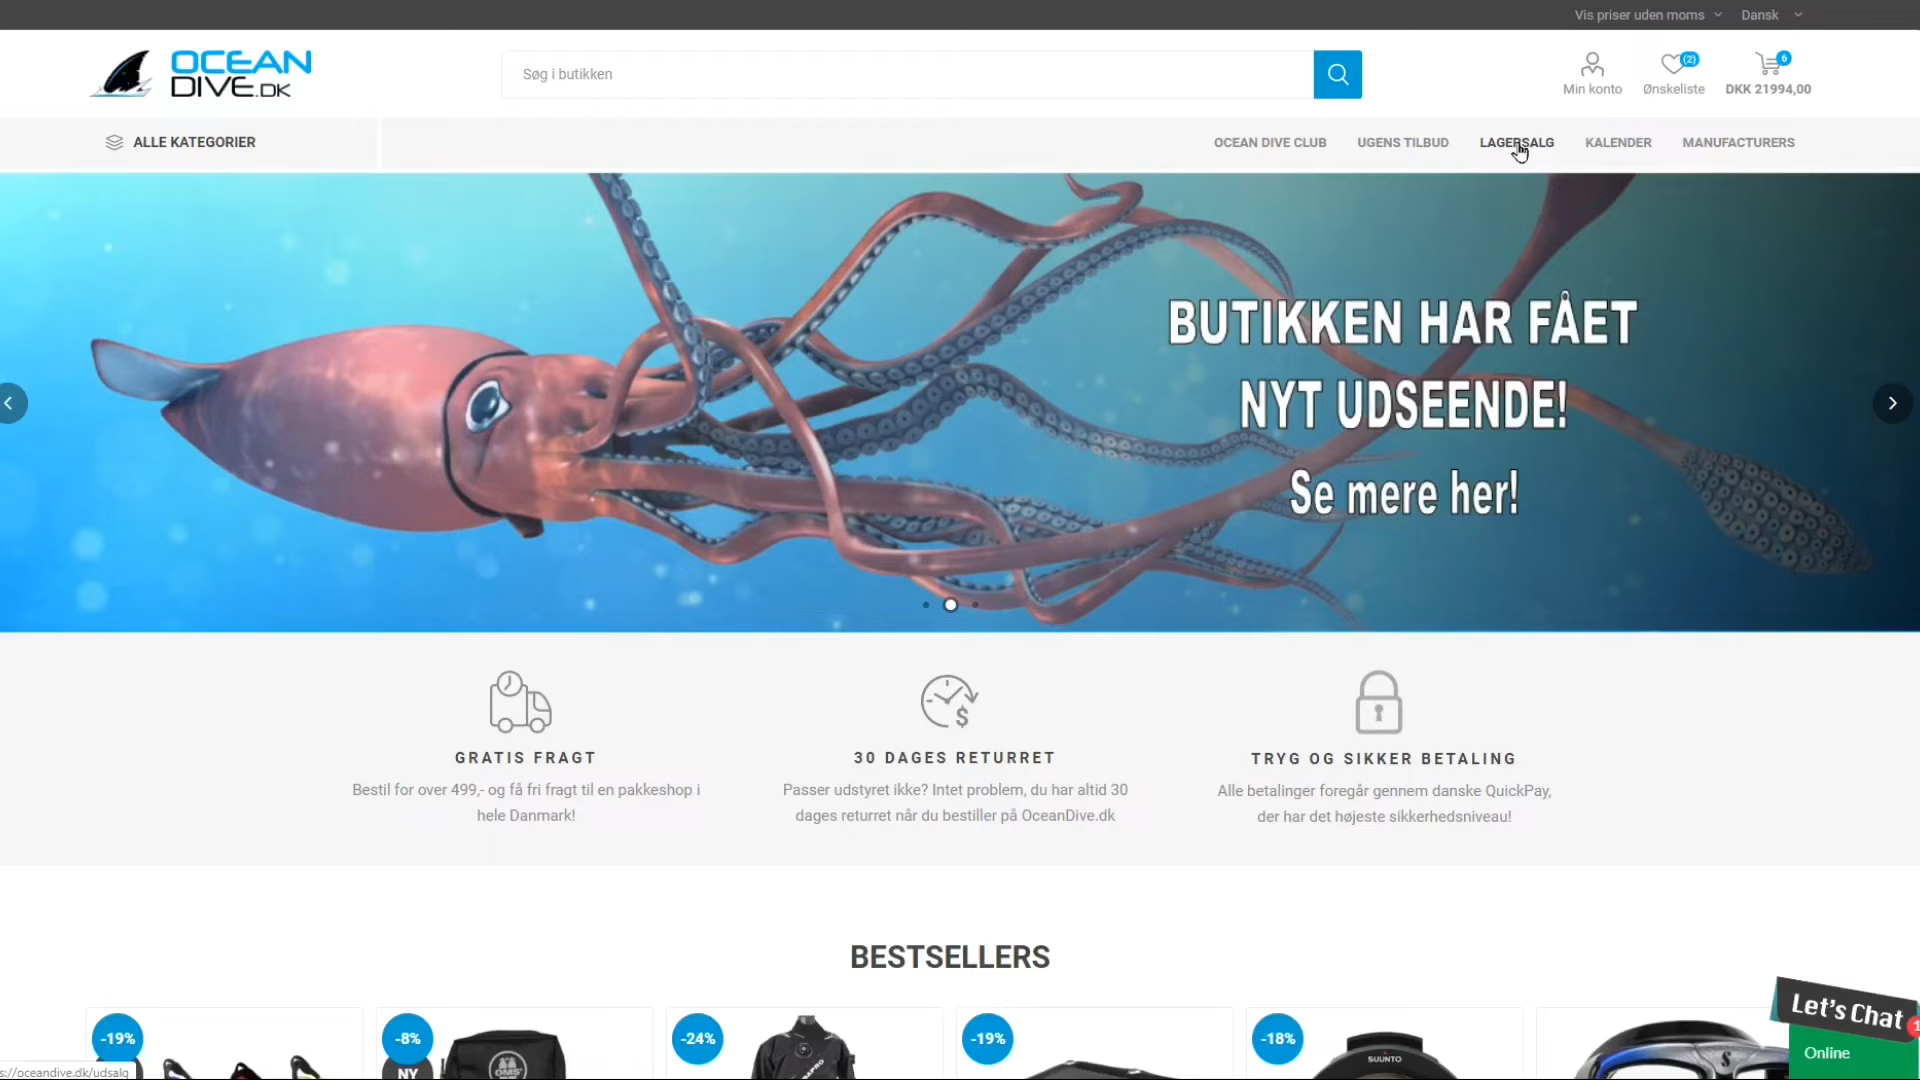 Vis priser uden moms
Dansk
OCEAN
DIVE.DK
Søg i butikken
(2)
6
Min konto
Ønskeliste
DKK 21994,00
ALLE KATEGORIER
OCEAN DIVE CLUB
UGENS TILBUD
LAGERSALG
KALENDER
MANUFACTURERS
BUTIKKEN HAR FÅET
NYT UDSEENDE!
Se mere her!
GRATIS FRAGT
Bestil for over 499,- og få fri fragt til en pakkeshop i
hele Danmark!
30 DAGES RETURRET
Passer udstyret ikke? Intet problem, du har altid 30
dages returret når du bestiller på OceanDive.dk
TRYG OG SIKKER BETALING
Alle betalinger foregår gennem danske QuickPay,
der har det højeste sikkerhedsniveau!
BESTSELLERS
-19%
-8%
NY
OMS
-24%
-19%
-18%
SUUNTO
Let's Chat
1
Online
s://oceandive.dk/udsalg